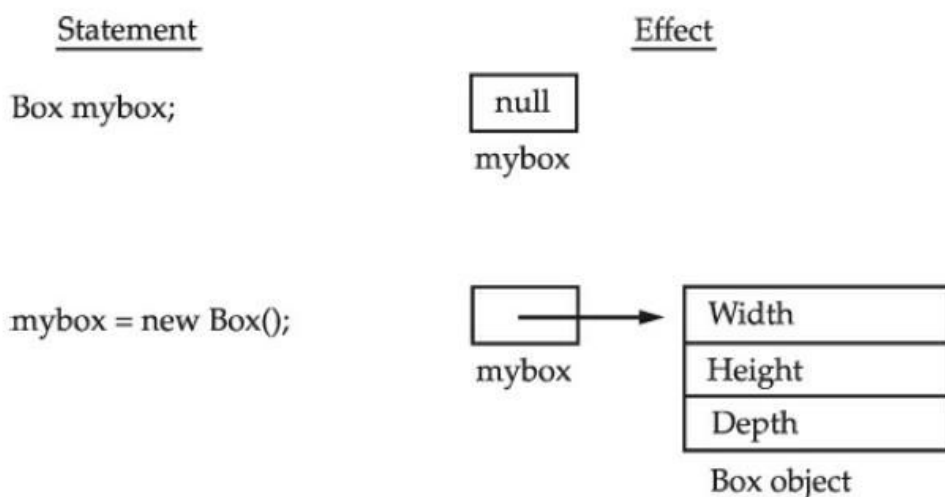 Statement
Effect
Box mybox;
null
mybox
mybox = new Box();
mybox
Width
Height
Depth
Box object